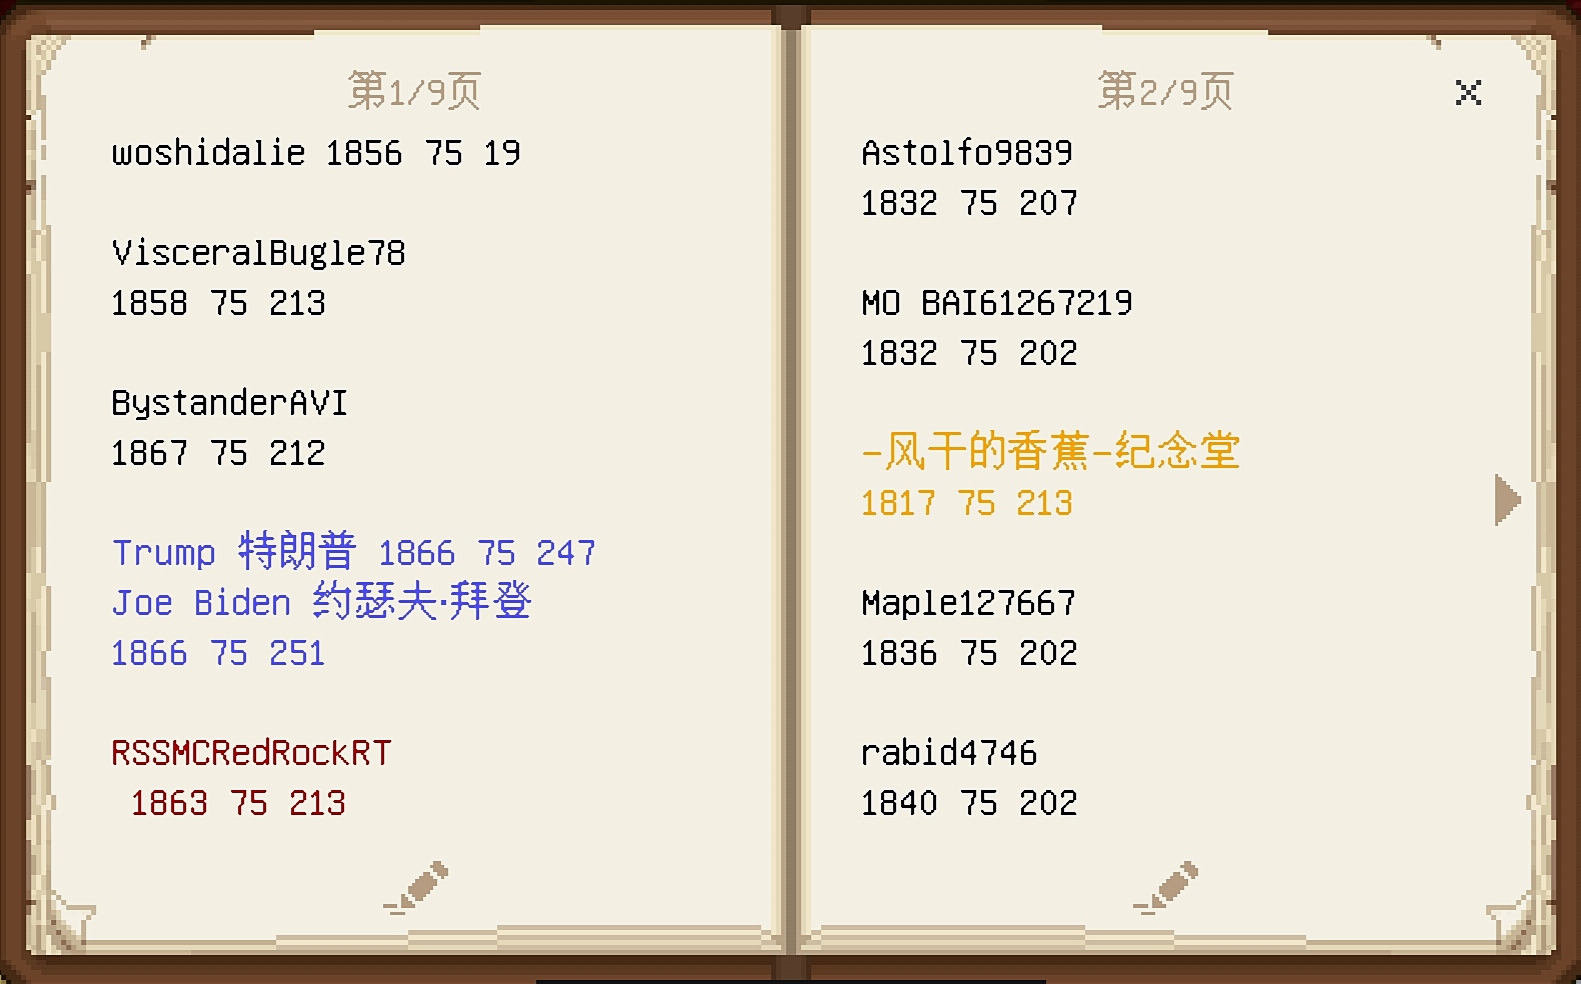 第1/9页
woshidalie 1856 75 19
VisceralBugle78
1858 75 213
BystanderAVI
1867 75 212
Trump 特朗普 1866 75 247
Joe Biden 约瑟夫·拜登
1866 75 251
RSSMCRedRockRT
1863 75 213
第2/9页
Astolfo9839
1832 75 207
MO BAI61267219
1832 75 202
-风干的香蕉-纪念堂
1817 75 213
Maple127667
1836 75 202
rabid4746
1840 75 202